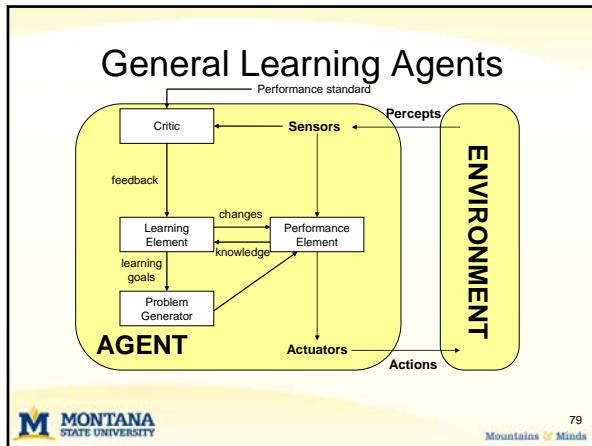 General Learning Agents
Performance standard
Critic
Sensors
Percepts
feedback
changes
Learning
Element
Performance
Element
knowledge
learning
goals
Problem
Generator
AGENT
Actuators
Actions
ENVIRONMENT
M MONTANA
STATE UNIVERSITY
79
Mountains & Minds